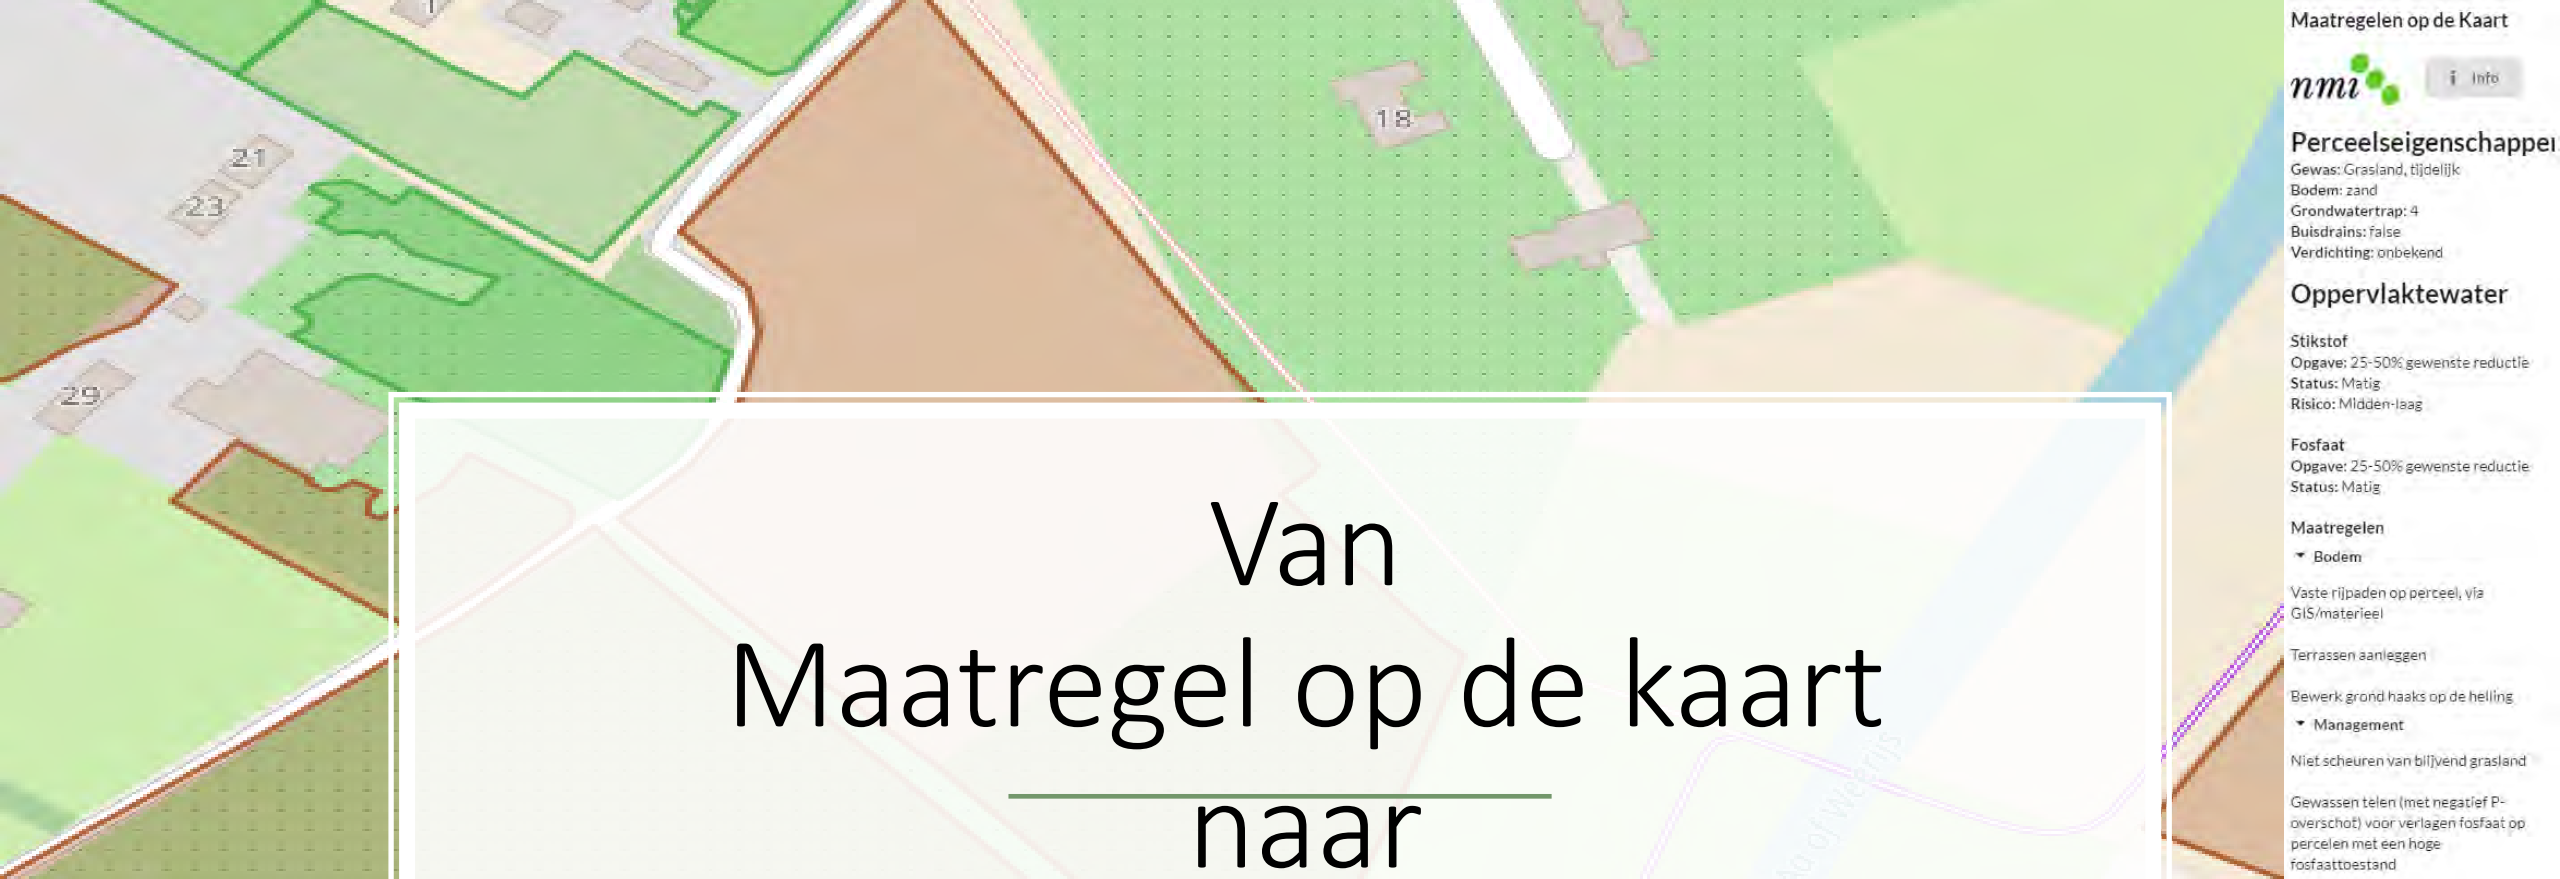 21
23
29
18
Van
Maatregel op de kaart
naar
Aa of Weerijs
Maatregelen op de Kaart
nmi
i Info
Perceelseigenschappen
Gewas: Grasland, tijdelijk
Bodem: zand
Grondwatertrap: 4
Buisdrains: false
Verdichting: onbekend
Oppervlaktewater
Stikstof
Opgave: 25-50% gewenste reductie
Status: Matig
Risico: Midden-laag
Fosfaat
Opgave: 25-50% gewenste reductie
Status: Matig
Maatregelen
Bodem
Vaste rijpaden op perceel, via
GIS/materieel
Terrassen aanleggen
Bewerk grond haaks op de helling
Management
Niet scheuren van blijvend grasland
Gewassen telen (met negatief P-
overschot) voor verlagen fosfaat op
percelen met een hoge
fosfaattoestand